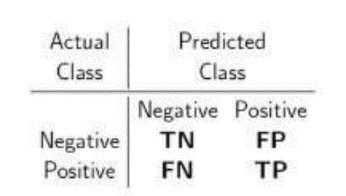 Actual Predicted
Class Class
Negative Positive
Negative TN FP
Positive FN TP